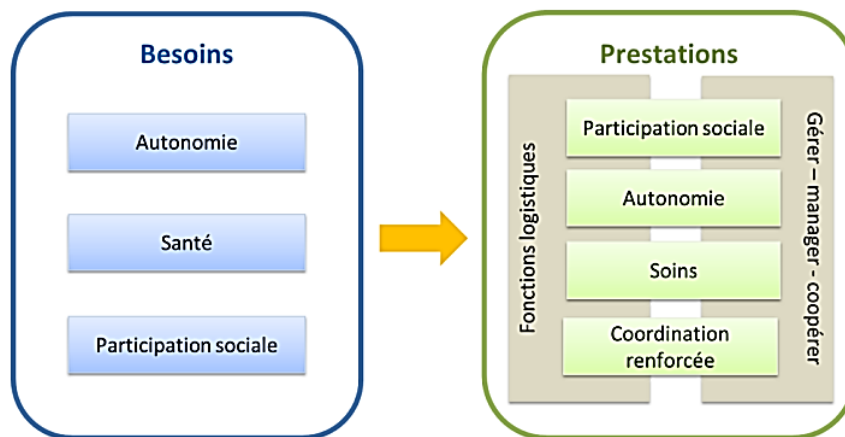 Besoins
Autonomie
Santé
Participation sociale
Prestations
Fonctions logistiques
Participation sociale
Autonomie
Soins
Coordination
renforcée
Gérer – manager - coopérer